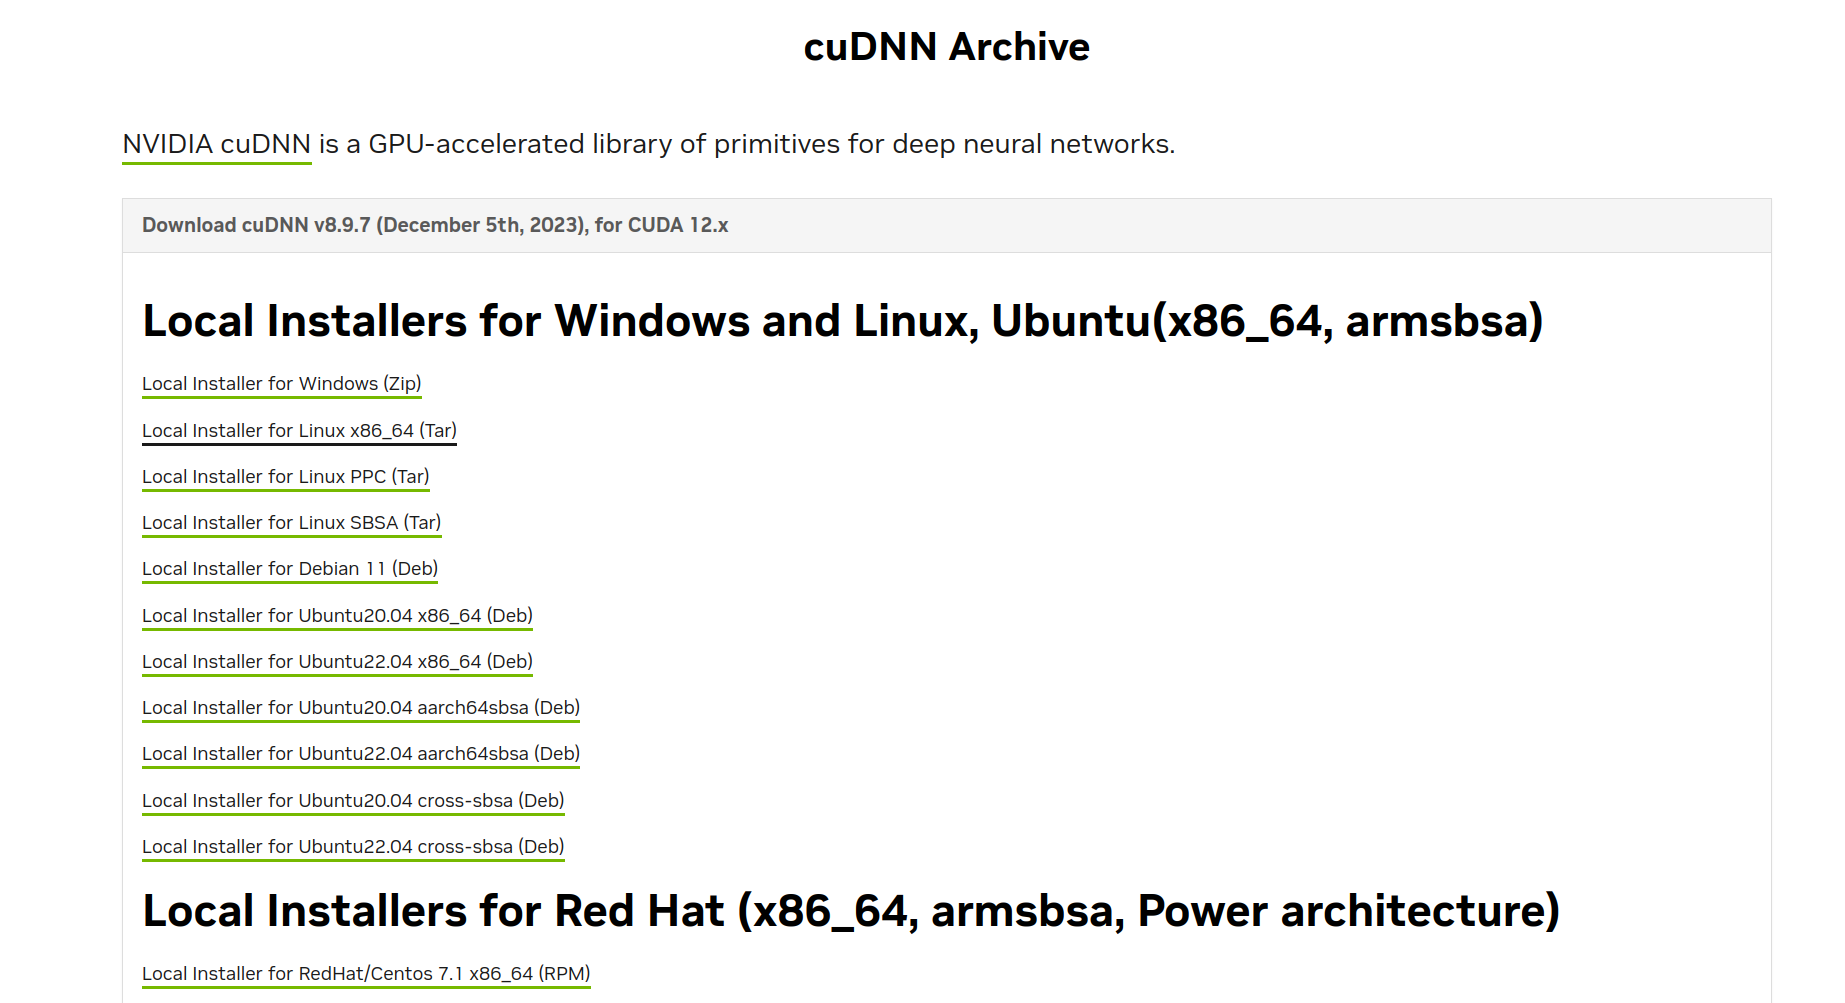 cuDNN Archive
NVIDIA cuDNN is a GPU-accelerated library of primitives for deep neural networks.
Download cuDNN v8.9.7 (December 5th, 2023), for CUDA 12.x
Local Installers for Windows and Linux, Ubuntu(x86_64, armsbsa)
Local Installer for Windows (Zip)
Local Installer for Linux x86_64 (Tar)
Local Installer for Linux PPC (Tar)
Local Installer for Linux SBSA (Tar)
Local Installer for Debian 11 (Deb)
Local Installer for Ubuntu20.04 x86_64 (Deb)
Local Installer for Ubuntu22.04 x86_64 (Deb)
Local Installer for Ubuntu20.04 aarch64sbsa (Deb)
Local Installer for Ubuntu22.04 aarch64sbsa (Deb)
Local Installer for Ubuntu20.04 cross-sbsa (Deb)
Local Installer for Ubuntu22.04 cross-sbsa (Deb)
Local Installers for Red Hat (x86_64, armsbsa, Power architecture)
Local Installer for RedHat/Centos 7.1 x86_64 (RPM)